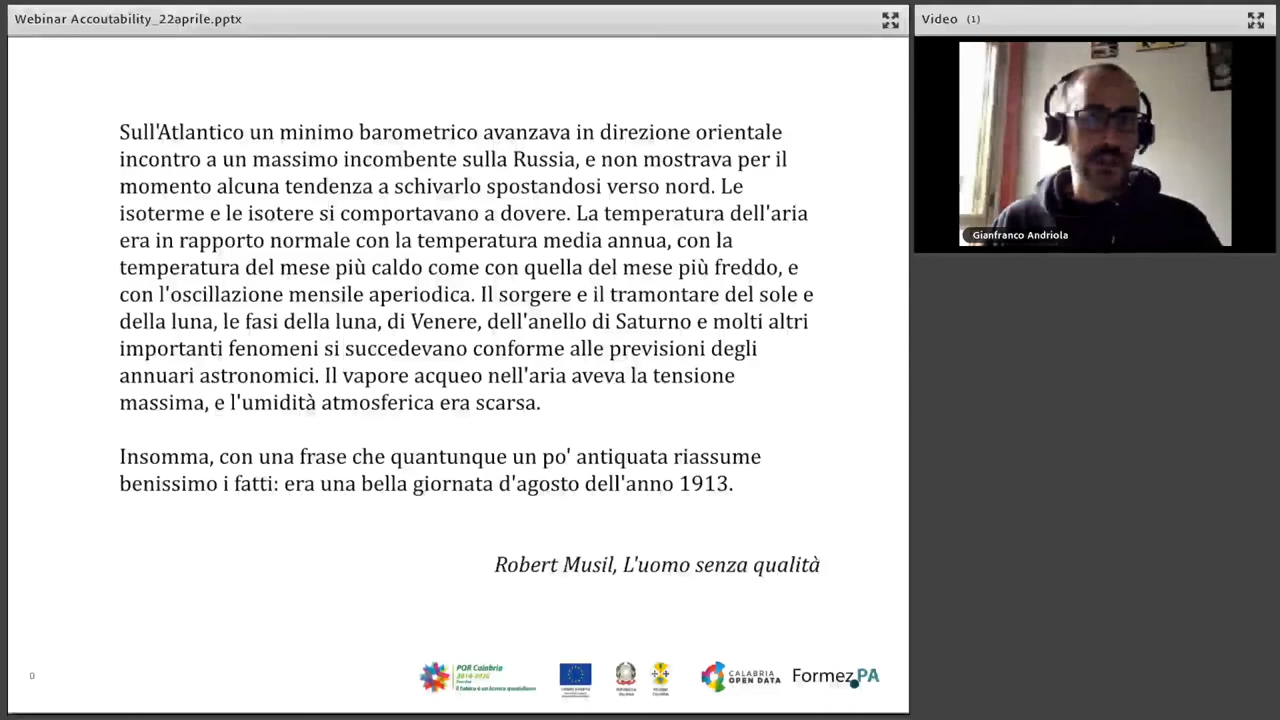 Webinar Accoutability_22aprile.pptx
Video (1)
Gianfranco Andriola
Sull'Atlantico un minimo barometrico avanzava in direzione orientale
incontro a un massimo incombente sulla Russia, e non mostrava per il
momento alcuna tendenza a schivarlo spostandosi verso nord. Le
isoterme e le isotere si comportavano a dovere. La temperatura dell'aria
era in rapporto normale con la temperatura media annua, con la
temperatura del mese più caldo come con quella del mese più freddo, e
con l'oscillazione mensile aperiodica. Il sorgere e il tramontare del sole e
della luna, le fasi della luna, di Venere, dell'anello di Saturno e molti altri
importanti fenomeni si succedevano conforme alle previsioni degli
annuari astronomici. Il vapore acqueo nell'aria aveva la tensione
massima, e l'umidità atmosferica era scarsa.
Insomma, con una frase che quantunque un po' antiquata riassume
benissimo i fatti: era una bella giornata d'agosto dell'anno 1913.
Robert Musil, L'uomo senza qualità
0
POR Calabria
2014-2020
il futuro è un lavoro quotidiano
CALABRIA
OPEN DATA
FormezPA